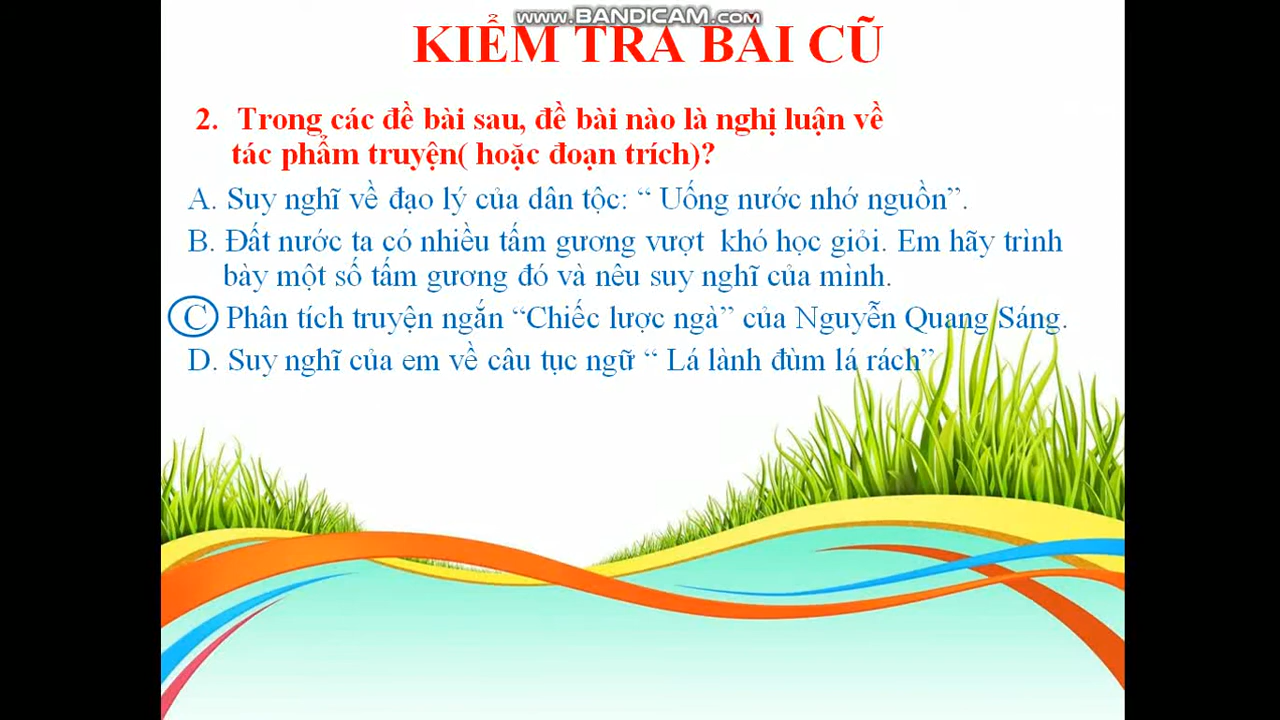 www.BANDICAM.com
KIỂM TRA BÀI CŨ
2. Trong các đề bài sau, đề bài nào là nghị luận về
tác phẩm truyện( hoặc đoạn trích)?
A. Suy nghĩ về đạo lý của dân tộc: “ Uống nước nhớ nguồn”.
B. Đất nước ta có nhiều tấm gương vượt khó học giỏi. Em hãy trình
bày một số tấm gương đó và nêu suy nghĩ của mình.
C Phân tích truyện ngắn “Chiếc lược ngà” của Nguyễn Quang Sáng.
D. Suy nghĩ của em về câu tục ngữ “ Lá lành đùm lá rách”